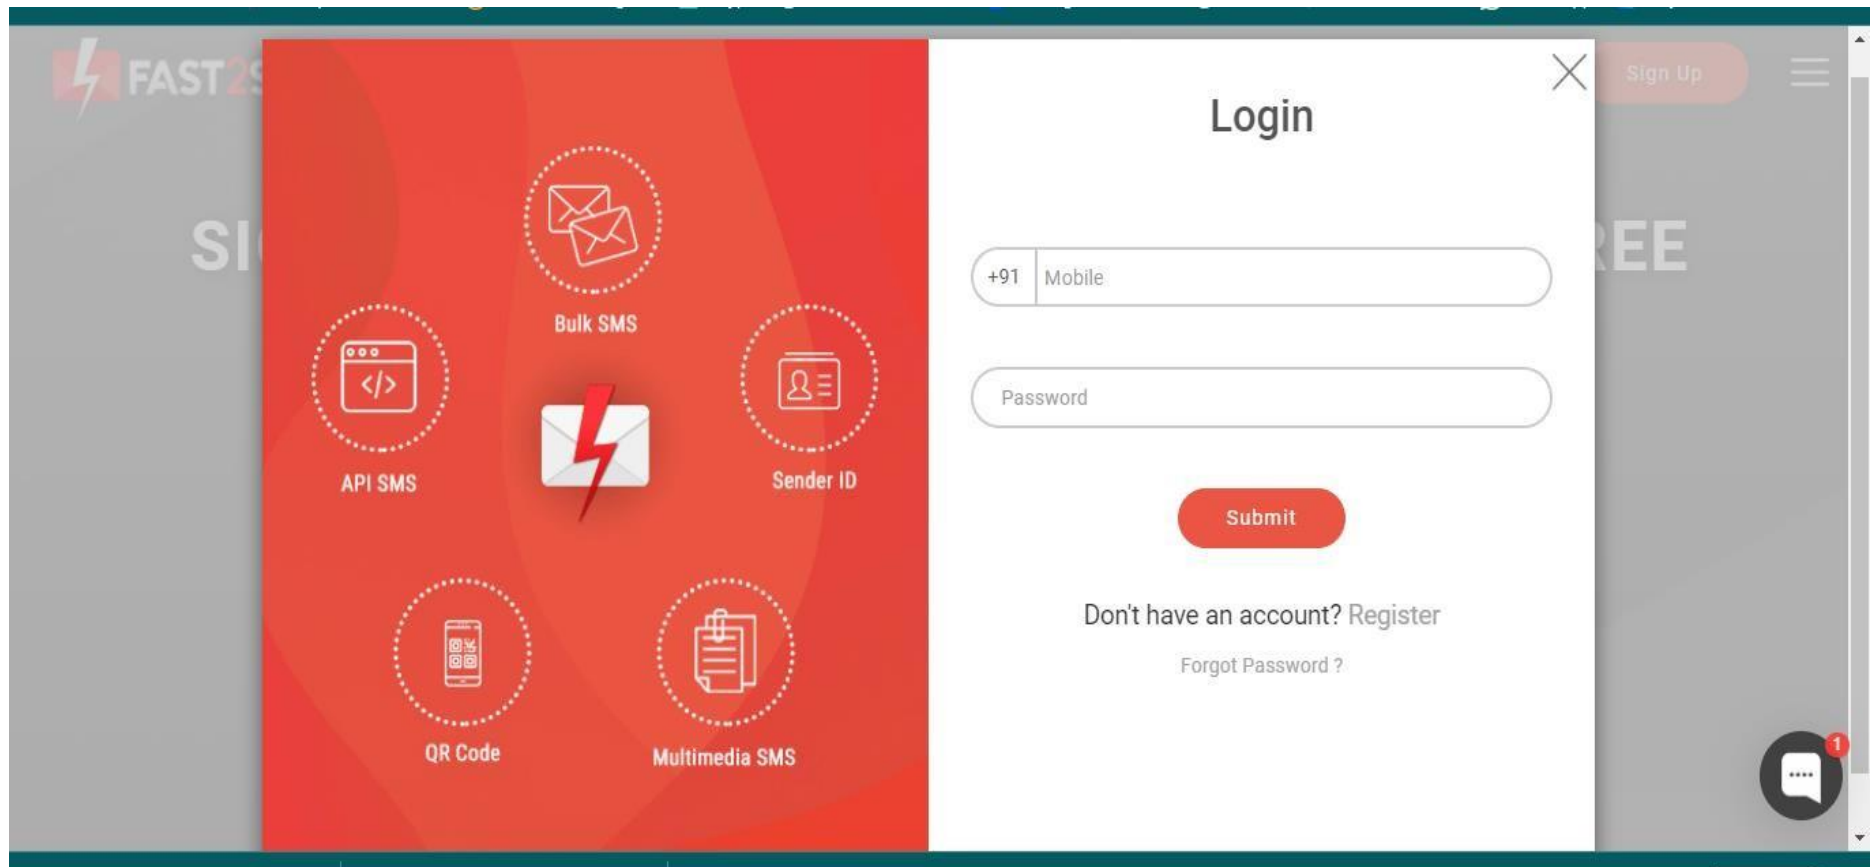 FAST2S
Sign Up
SI
REE
Bulk SMS
API SMS
Sender ID
QR Code
Multimedia SMS
Login
+91 Mobile
Password
Submit
Don't have an account? Register
Forgot Password ?
1